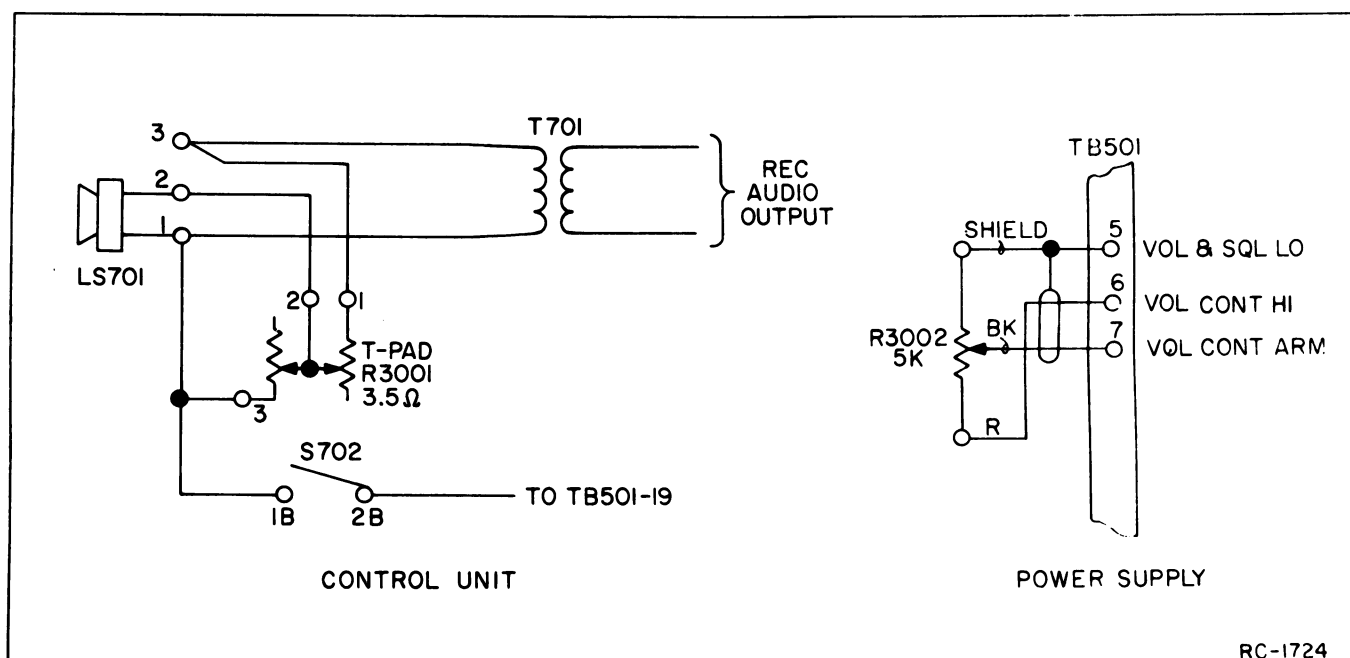 3
T701
2
1
LS701
REC
AUDIO
OUTPUT
2
1
T-PAD
R3001
3.5Ω
3
S702
1B
2B
TO TB501-19
CONTROL UNIT
TB501
SHIELD
5
VOL & SQL LO
6
VOL CONT HI
R3002
5K
BK
7
VOL CONT ARM
R
POWER SUPPLY
RC-1724